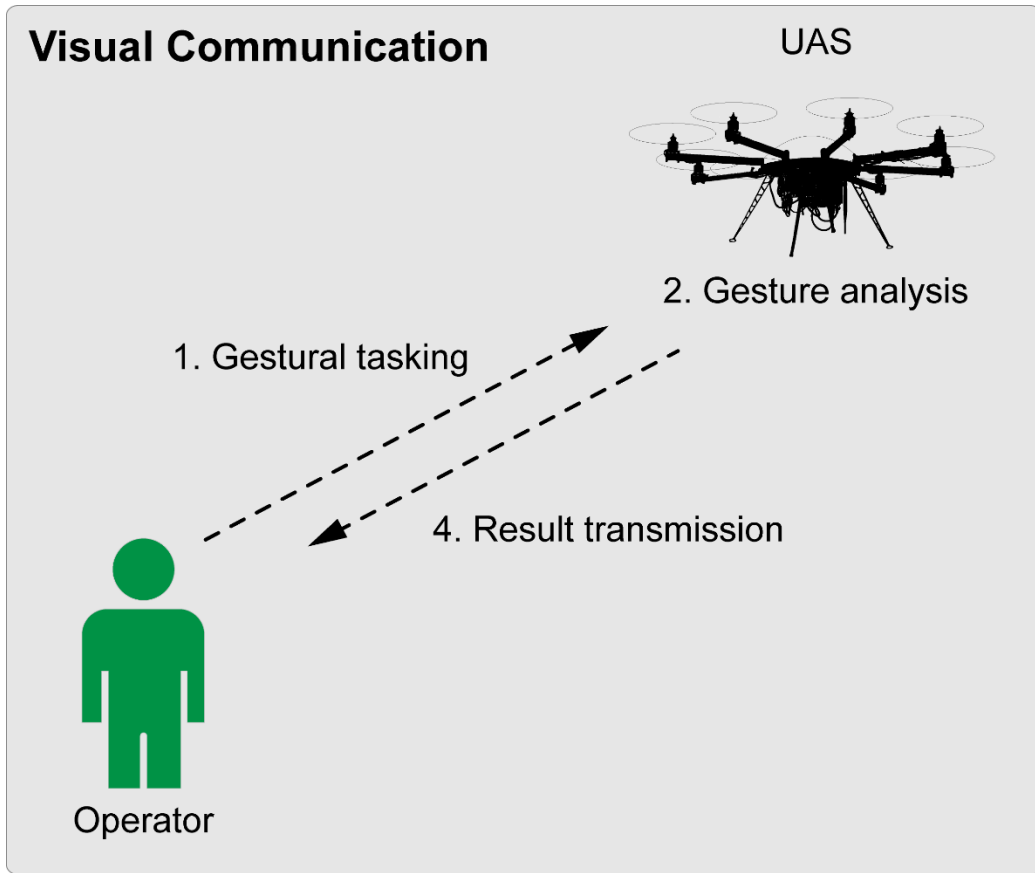 Visual Communication
UAS
2. Gesture analysis
1. Gestural tasking
4. Result transmission
Operator